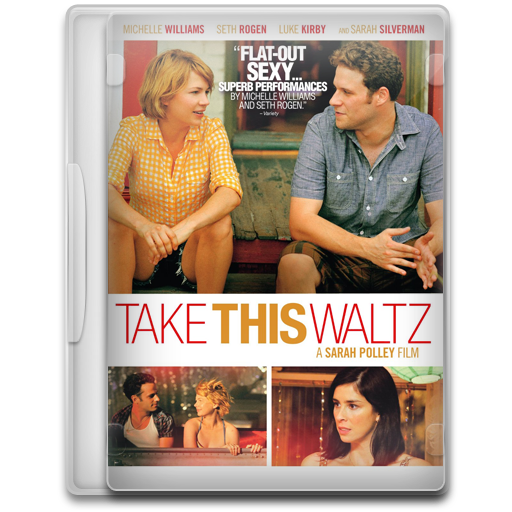 MICHELLE WILLIAMS SETH ROGEN LUKE KIRBY AND SARAH SILVERMAN
"FLAT-OUT
SEXY...
SUPERB PERFORMANCES
BY MICHELLE WILLIAMS
AND SETH ROGEN."
– Variety
TAKE THIS WALTZ
A SARAH POLLEY FILM